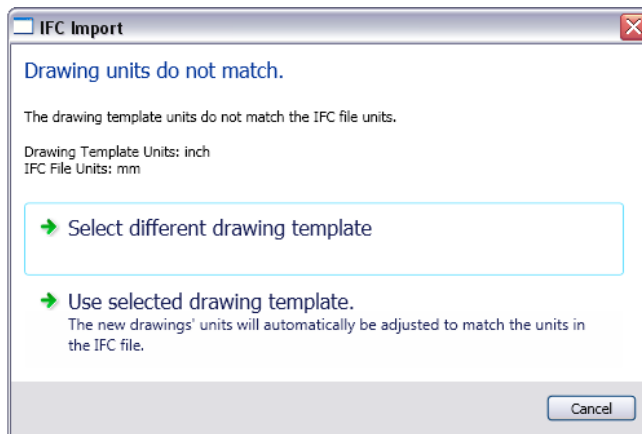 IFC Import
Drawing units do not match.
The drawing template units do not match the IFC file units.
Drawing Template Units: inch
IFC File Units: mm
Select different drawing template
Use selected drawing template.
The new drawings' units will automatically be adjusted to match the units in
the IFC file.
Cancel